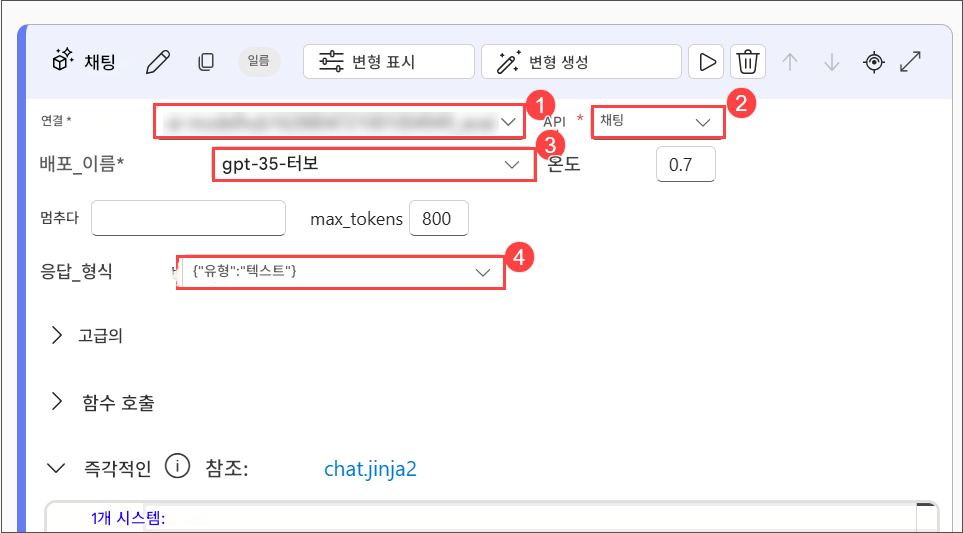 채팅 일름 변형 표시 변형 생성
연결 * 1 API * 채팅 2
배포_이름* gpt-35-터보 3 온도 0.7
멈추다 max_tokens 800
응답_형식 {"유형":"텍스트"} 4
고급의
함수 호출
즉각적인 참조: chat.jinja2
1개 시스템: